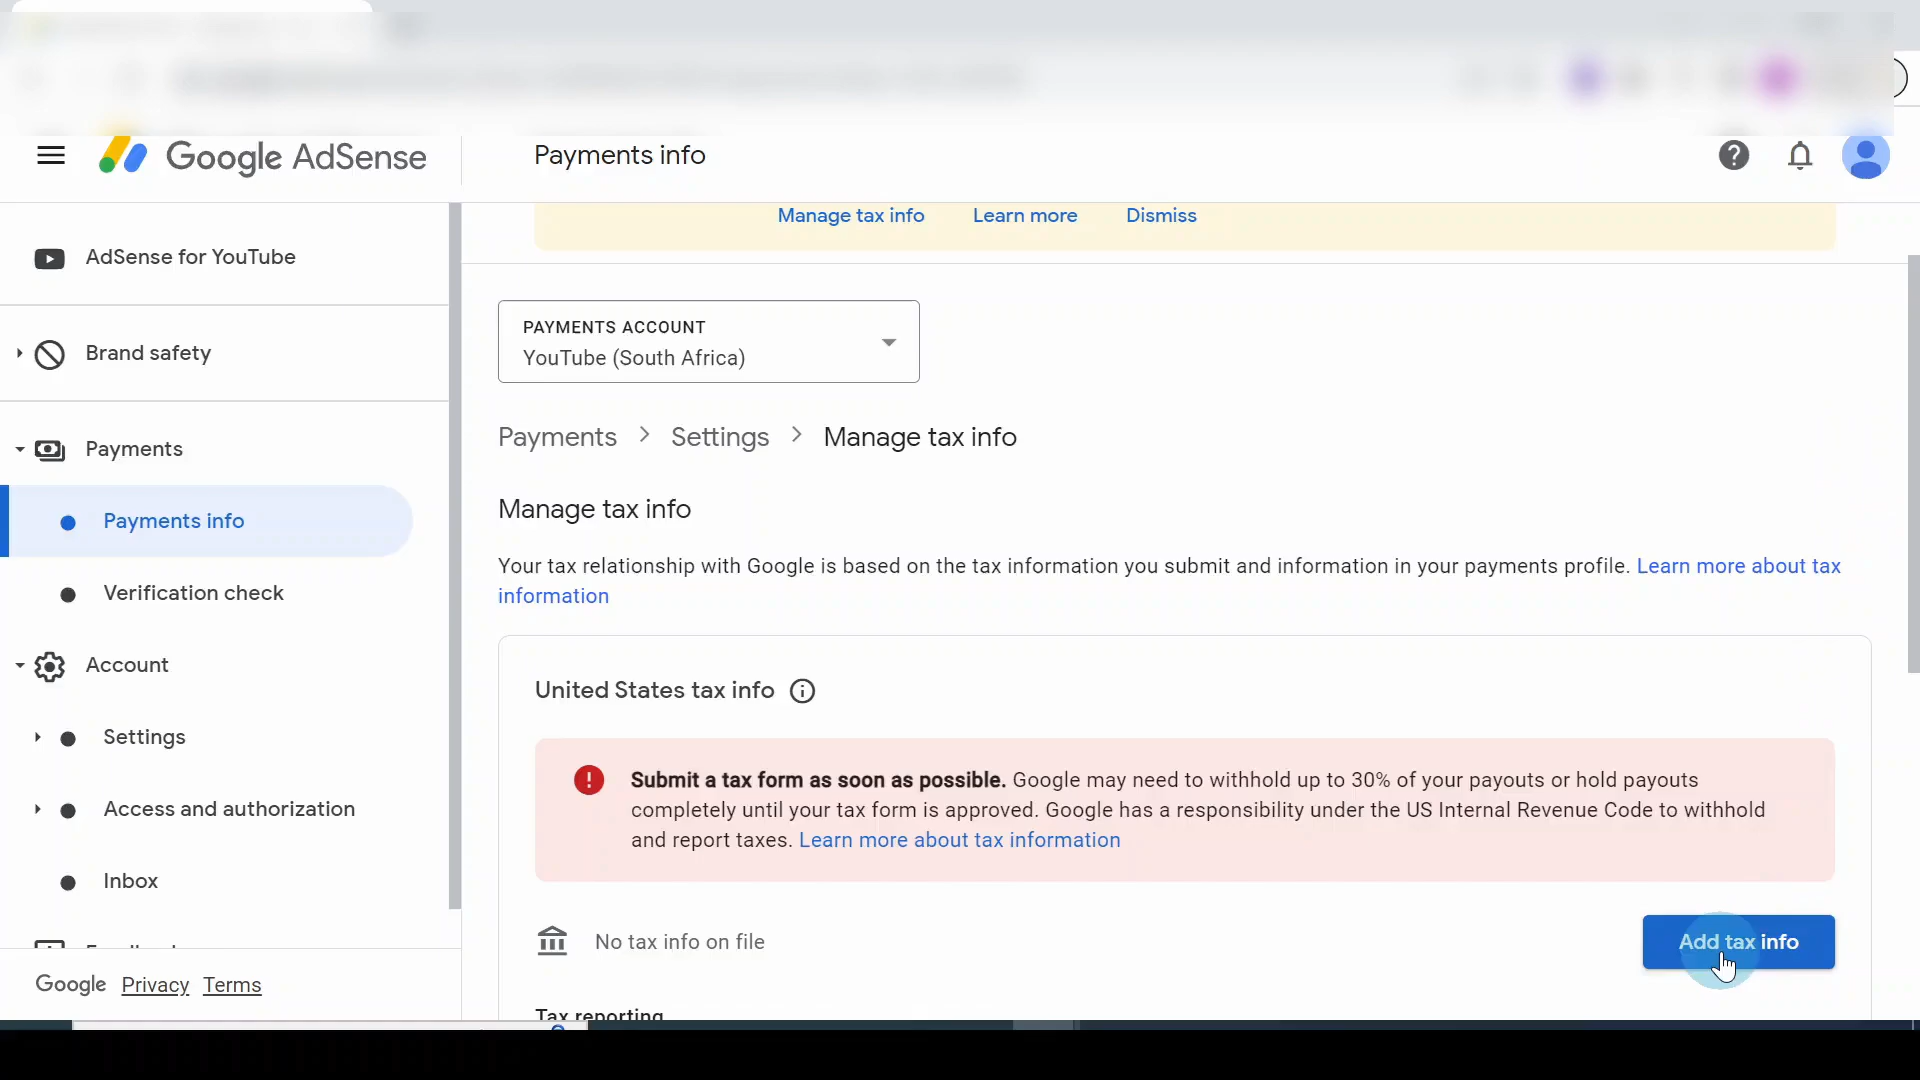 Google AdSense
Payments info
Manage tax info Learn more Dismiss
AdSense for YouTube
Brand safety
Payments
Payments info
Verification check
Account
Settings
Access and authorization
Inbox
Google Privacy Terms
PAYMENTS ACCOUNT
YouTube (South Africa)
Payments > Settings > Manage tax info
Manage tax info
Your tax relationship with Google is based on the tax information you submit and information in your payments profile. Learn more about tax
information
United States tax info
Submit a tax form as soon as possible. Google may need to withhold up to 30% of your payouts or hold payouts
completely until your tax form is approved. Google has a responsibility under the US Internal Revenue Code to withhold
and report taxes. Learn more about tax information
No tax info on file
Add tax info
Tax reporting